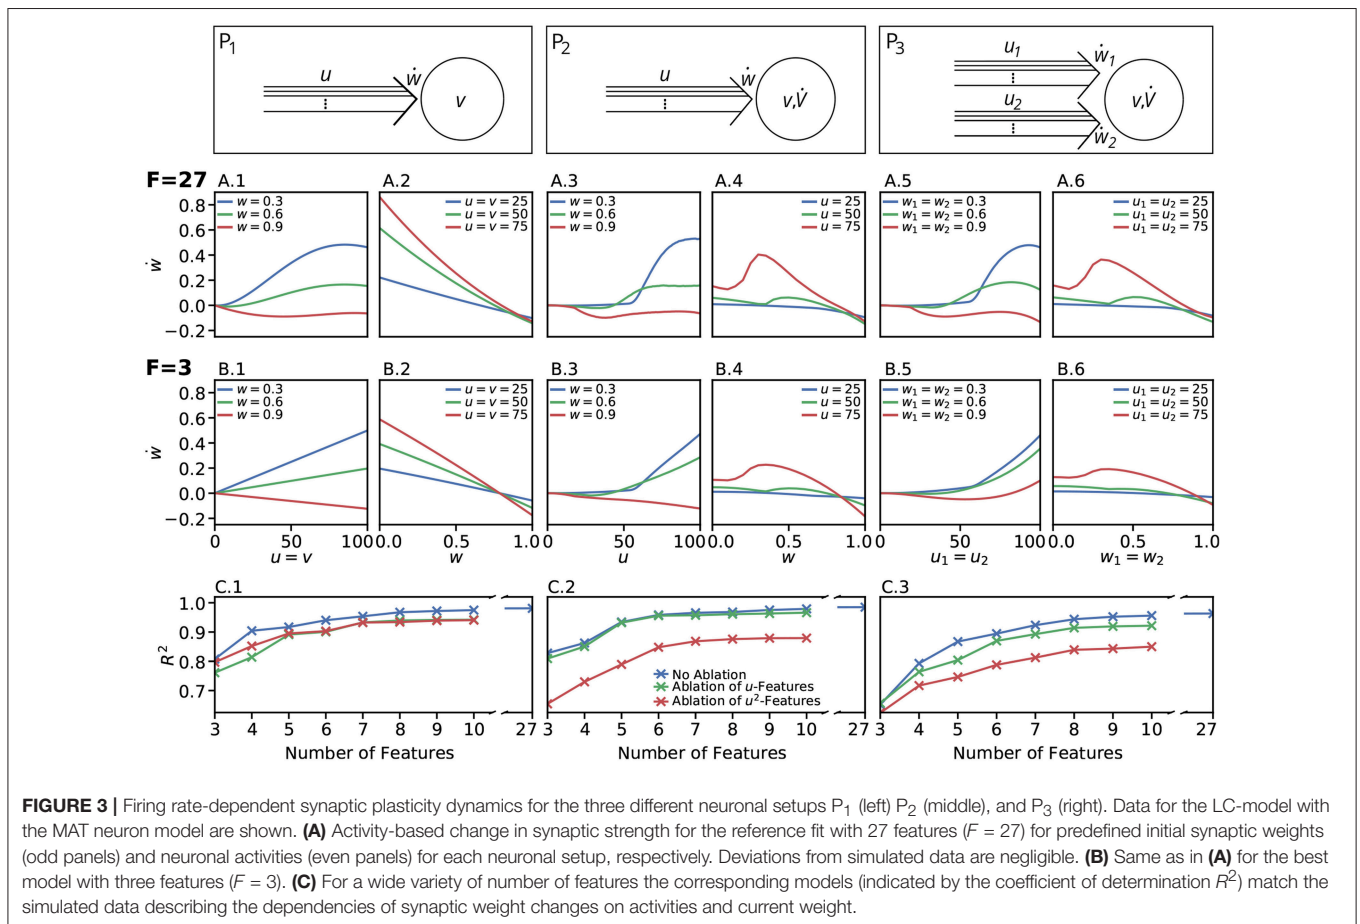 P1
u
ẇ
v
P2
u
ẇ
v,V̇
P3
u1
ẇ1
u2
ẇ2
v,V̇
F=27
A.1
A.2
A.3
A.4
A.5
A.6
w = 0.3
w = 0.6
w = 0.9
u = v = 25
u = v = 50
u = v = 75
w = 0.3
w = 0.6
w = 0.9
u = 25
u = 50
u = 75
w1 = w2 = 0.3
w1 = w2 = 0.6
w1 = w2 = 0.9
u1 = u2 = 25
u1 = u2 = 50
u1 = u2 = 75
0.8
0.6
0.4
0.2
0.0
−0.2
ẇ
F=3
B.1
B.2
B.3
B.4
B.5
B.6
w = 0.3
w = 0.6
w = 0.9
u = v = 25
u = v = 50
u = v = 75
w = 0.3
w = 0.6
w = 0.9
u = 25
u = 50
u = 75
w1 = w2 = 0.3
w1 = w2 = 0.6
w1 = w2 = 0.9
u1 = u2 = 25
u1 = u2 = 50
u1 = u2 = 75
0.8
0.6
0.4
0.2
0.0
−0.2
ẇ
0 50 100
0.0 0.5 1.0
0 50 100
0.0 0.5 1.0
0 50 100
0.0 0.5 1.0
u = v
w
u
w
u1 = u2
w1 = w2
C.1
C.2
C.3
1.0
0.9
0.8
0.7
R2
No Ablation
Ablation of u-Features
Ablation of u2-Features
3 4 5 6 7 8 9 10 27
3 4 5 6 7 8 9 10 27
3 4 5 6 7 8 9 10 27
Number of Features
Number of Features
Number of Features
FIGURE 3 | Firing rate-dependent synaptic plasticity dynamics for the three different neuronal setups P1 (left) P2 (middle), and P3 (right). Data for the LC-model with
the MAT neuron model are shown. (A) Activity-based change in synaptic strength for the reference fit with 27 features (F = 27) for predefined initial synaptic weights
(odd panels) and neuronal activities (even panels) for each neuronal setup, respectively. Deviations from simulated data are negligible. (B) Same as in (A) for the best
model with three features (F = 3). (C) For a wide variety of number of features the corresponding models (indicated by the coefficient of determination R2) match the
simulated data describing the dependencies of synaptic weight changes on activities and current weight.